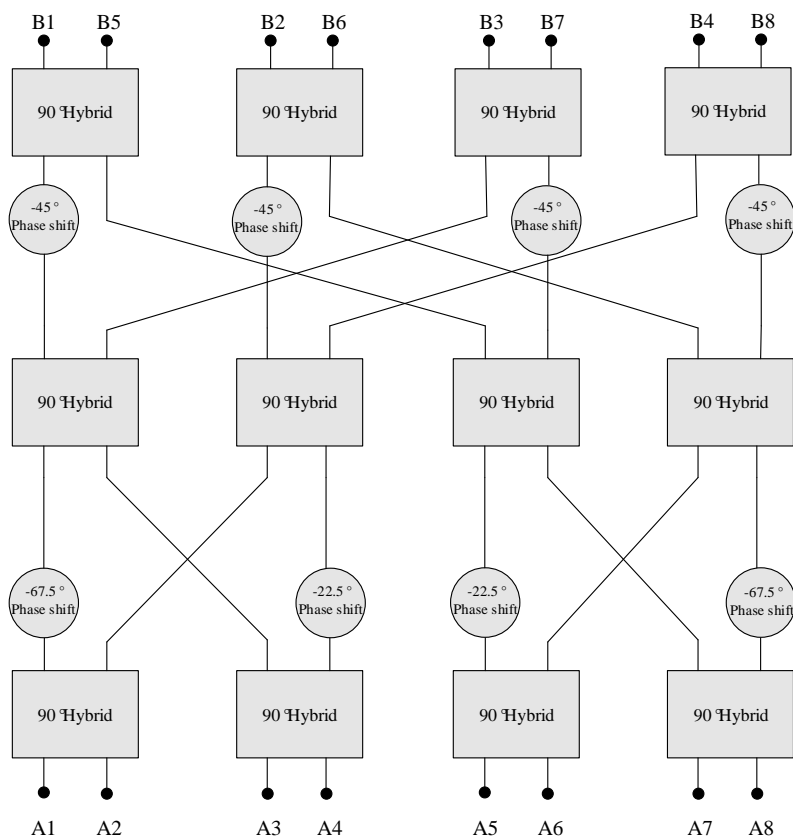 B1 B5 B2 B6 B3 B7 B4 B8
90°Hybrid 90°Hybrid 90°Hybrid 90°Hybrid
-45°
Phase shift
-45°
Phase shift
-45°
Phase shift
-45°
Phase shift
90°Hybrid 90°Hybrid 90°Hybrid 90°Hybrid
-67.5°
Phase shift
-22.5°
Phase shift
-22.5°
Phase shift
-67.5°
Phase shift
90°Hybrid 90°Hybrid 90°Hybrid 90°Hybrid
A1 A2 A3 A4 A5 A6 A7 A8